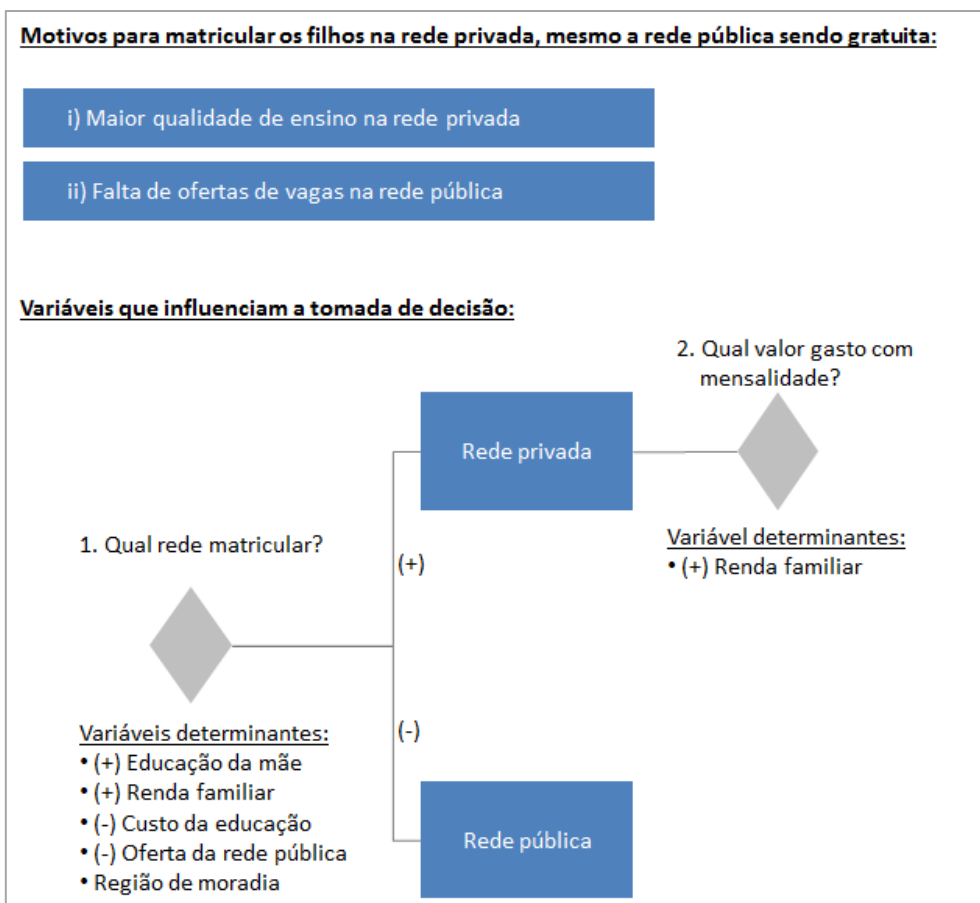 Motivos para matricular os filhos na rede privada, mesmo a rede pública sendo gratuita:
i) Maior qualidade de ensino na rede privada
ii) Falta de ofertas de vagas na rede pública
Variáveis que influenciam a tomada de decisão:
2. Qual valor gasto com
mensalidade?
Rede privada
1. Qual rede matricular?
Variável determinantes:
• (+) Renda familiar
(+)
(-)
Variáveis determinantes:
• (+) Educação da mãe
• (+) Renda familiar
• (-) Custo da educação
• (-) Oferta da rede pública
• Região de moradia
Rede pública